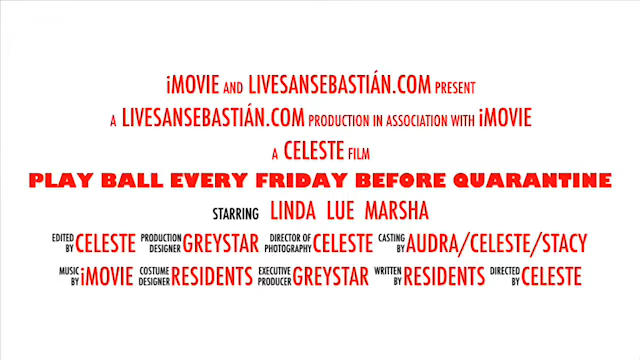 iMOVIE AND LIVESANSEBASTIÁN.COM PRESENT
A LIVESANSEBASTIÁN.COM PRODUCTION IN ASSOCIATION WITH iMOVIE
A CELESTE FILM
PLAY BALL EVERY FRIDAY BEFORE QUARANTINE
STARRING LINDA LUE MARSHA
EDITED BY CELESTE PRODUCTION DESIGNER GREYSTAR DIRECTOR OF PHOTOGRAPHY CELESTE CASTING BY AUDRA/CELESTE/STACY
MUSIC BY iMOVIE COSTUME DESIGNER RESIDENTS EXECUTIVE PRODUCER GREYSTAR WRITTEN BY RESIDENTS DIRECTED BY CELESTE